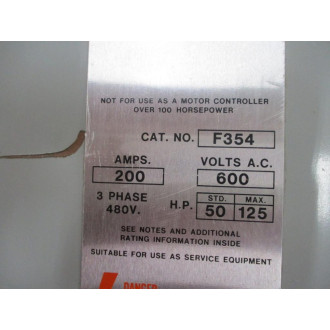 NOT FOR USE AS A MOTOR CONTROLLER
OVER 100 HORSEPOWER
CAT. NO. F354
AMPS. VOLTS A.C.
200 600
3 PHASE 480V. H.P. STD. 50 MAX. 125
SEE NOTES AND ADDITIONAL
RATING INFORMATION INSIDE
SUITABLE FOR USE AS SERVICE EQUIPMENT
DANGER